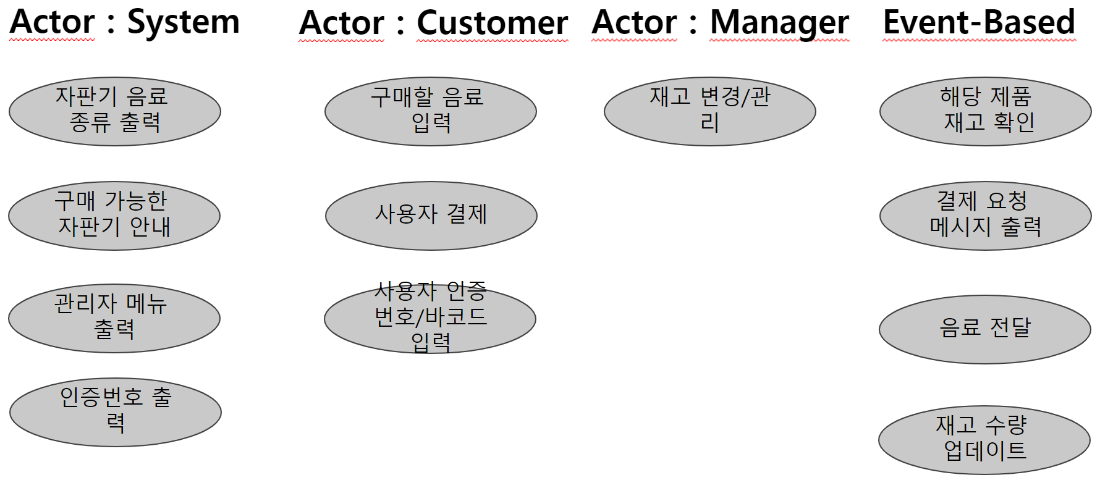 Actor : System
자판기 음료
종류 출력
구매 가능한
자판기 안내
관리자 메뉴
출력
인증번호 출
력
Actor : Customer
구매할 음료
입력
사용자 결제
사용자 인증
번호/바코드
입력
Actor : Manager
재고 변경/관
리
Event-Based
해당 제품
재고 확인
결제 요청
메시지 출력
음료 전달
재고 수량
업데이트